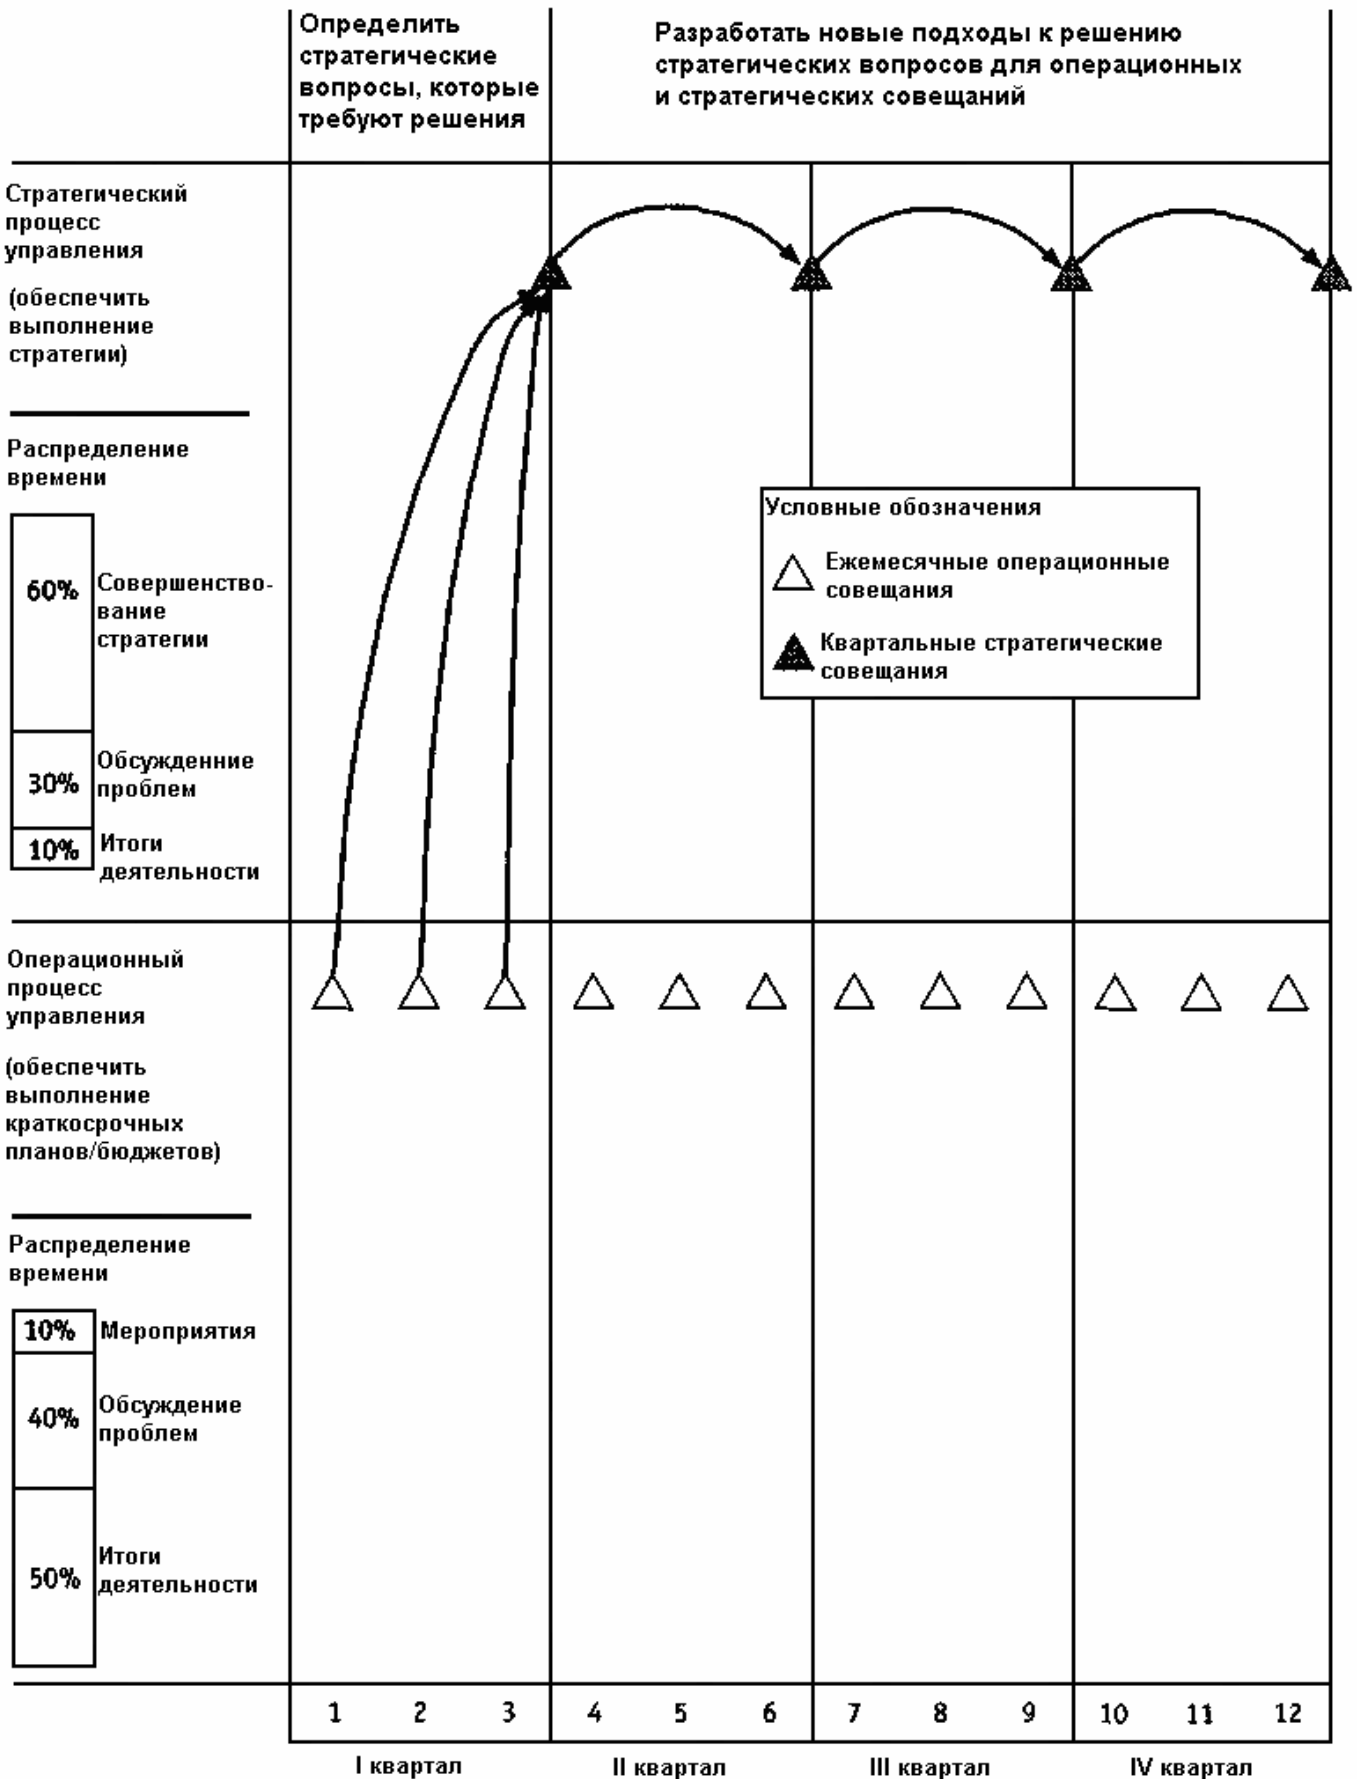 Определить
стратегические
вопросы, которые
требуют решения
Разработать новые подходы к решению
стратегических вопросов для операционных
и стратегических совещаний
Стратегический
процесс
управления
(обеспечить
выполнение
стратегии)
Распределение
времени
60%
Совершенство-
вание
стратегии
30%
Обсужденние
проблем
10%
Итоги
деятельности
Условные обозначения
Ежемесячные операционные
совещания
Квартальные стратегические
совещания
Операционный
процесс
управления
(обеспечить
выполнение
краткосрочных
планов/бюджетов)
Распределение
времени
10%
Мероприятия
40%
Обсуждение
проблем
50%
Итоги
деятельности
1 2 3 4 5 6 7 8 9 10 11 12
I квартал II квартал III квартал IV квартал